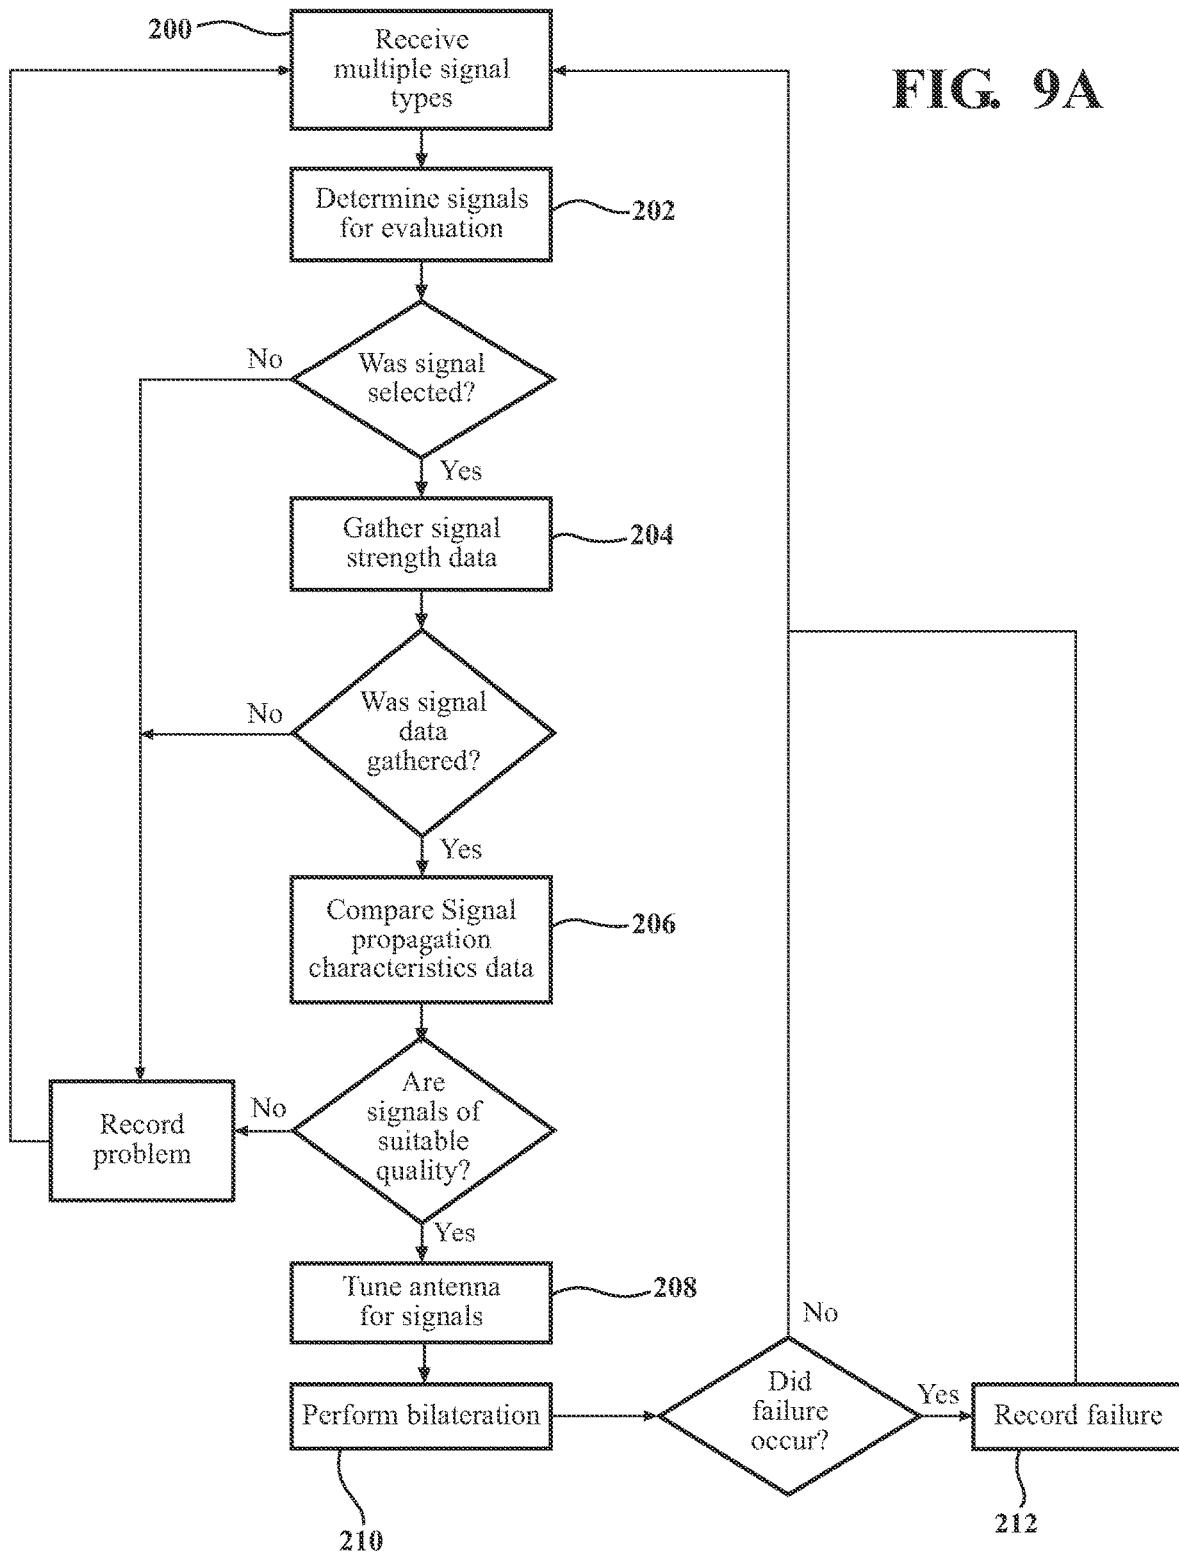 200
Receive
multiple signal
types
FIG. 9A
Determine signals
for evaluation
202
No
Was signal
selected?
Yes
Gather signal
strength data
204
No
Was signal
data
gathered?
Yes
Compare Signal
propagation
characteristics data
206
Record
problem
No
Are
signals of
suitable
quality?
Yes
Tune antenna
for signals
208
No
Perform bilateration
Did
failure
occur?
Yes
Record failure
210
212